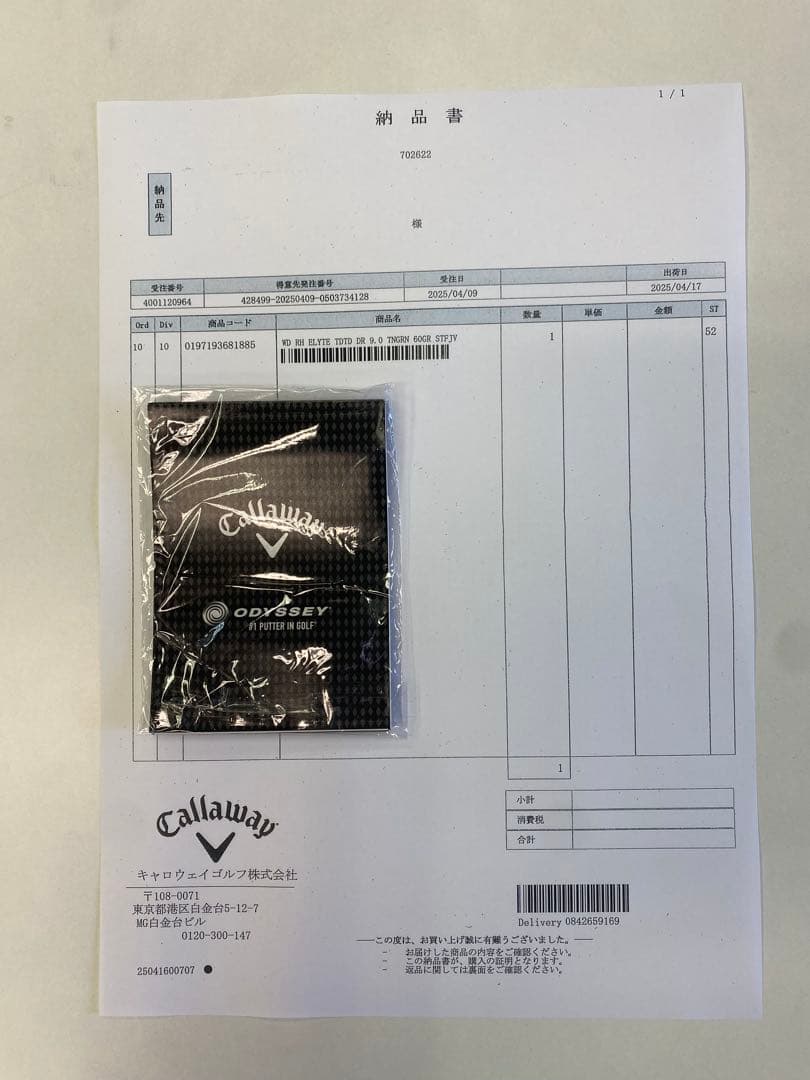 1 / 1
納 品 書
702622
納品先
様
受注番号 得意先発注番号 受注日 出荷日
4001120964 428499-20250409-0503734128 2025/04/09 2025/04/17
Ord Div 商品コード 商品名 数量 単価 金額 ST
10 10 0197193681885 WD RH ELYTE TDTD DR 9.0 TNGRN 60GR STFJV 1 52
Callaway
ODYSSEY
#1 PUTTER IN GOLF
1
小計
消費税
合計
Callaway
キャロウェイゴルフ株式会社
〒108-0071
東京都港区白金台5-12-7
MG白金台ビル
0120-300-147
25041600707
Delivery 0842659169
この度は、お買い上げ誠に有難うございました。
- お届けした商品の内容をご確認ください。
- この納品書が、購入の証明となります。
- 返品に関しては裏面をご確認ください。